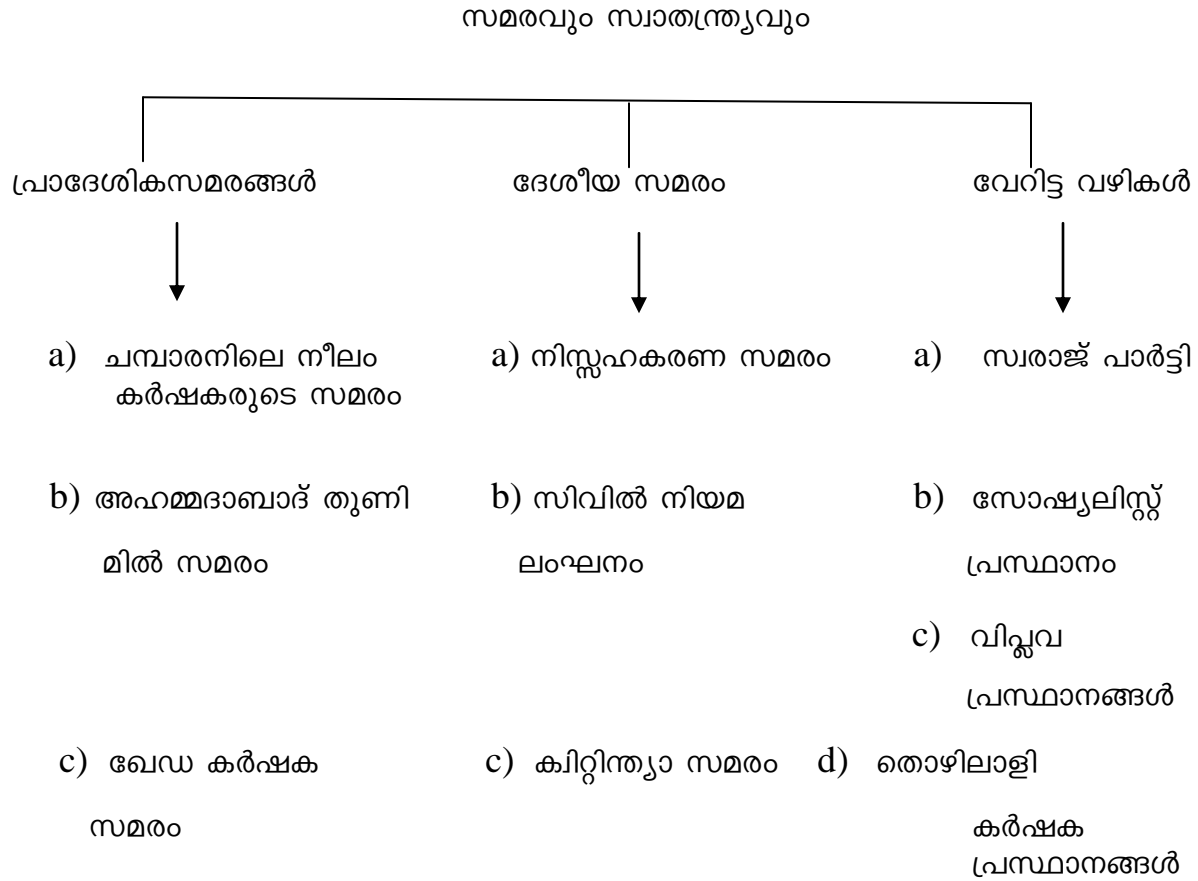 സമരവും സ്വാതന്ത്ര്യവും
പ്രാദേശികസമരങ്ങൾ
ദേശീയ സമരം
വേറിട്ട വഴികൾ
a) ചമ്പാരനിലെ നീലം
കർഷകരുടെ സമരം
b) അഹമ്മദാബാദ് തുണി
മിൽ സമരം
c) ഖേഡ കർഷക
സമരം
a) നിസ്സഹകരണ സമരം
b) സിവിൽ നിയമ
ലംഘനം
c) ക്വിറ്റിന്ത്യാ സമരം
a) സ്വരാജ് പാർട്ടി
b) സോഷ്യലിസ്റ്റ്
പ്രസ്ഥാനം
c) വിപ്ലവ
പ്രസ്ഥാനങ്ങൾ
d) തൊഴിലാളി
കർഷക
പ്രസ്ഥാനങ്ങൾ